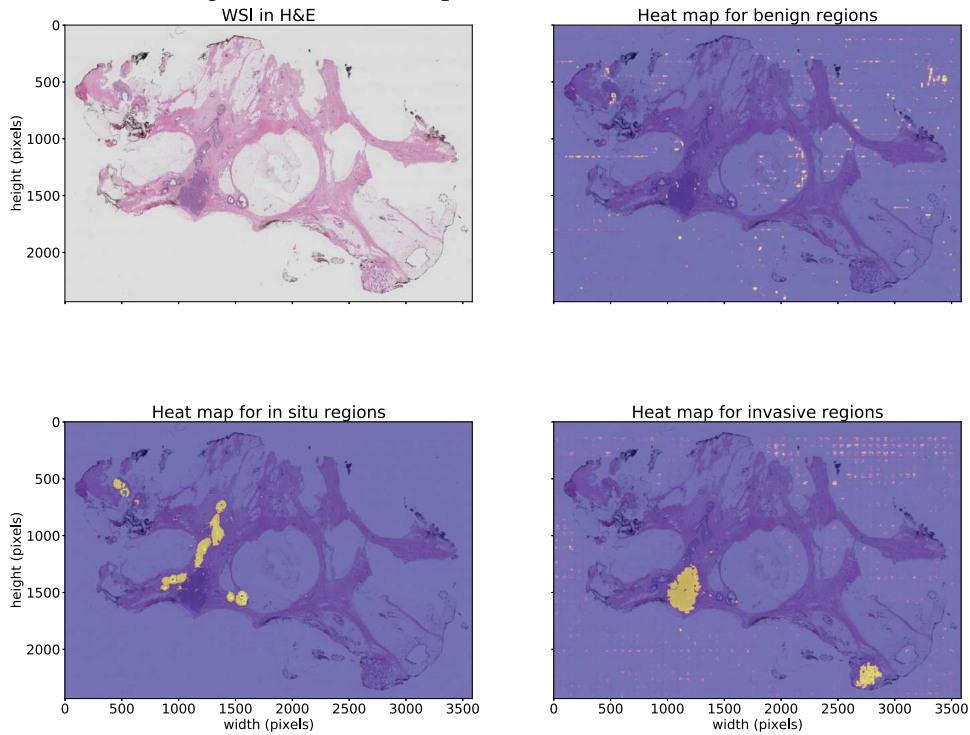 WSI in H&E
Heat map for benign regions
0
500
1000
1500
2000
height (pixels)
Heat map for in situ regions
Heat map for invasive regions
0
500
1000
1500
2000
height (pixels)
0 500 1000 1500 2000 2500 3000 3500
0 500 1000 1500 2000 2500 3000 3500
width (pixels)
width (pixels)